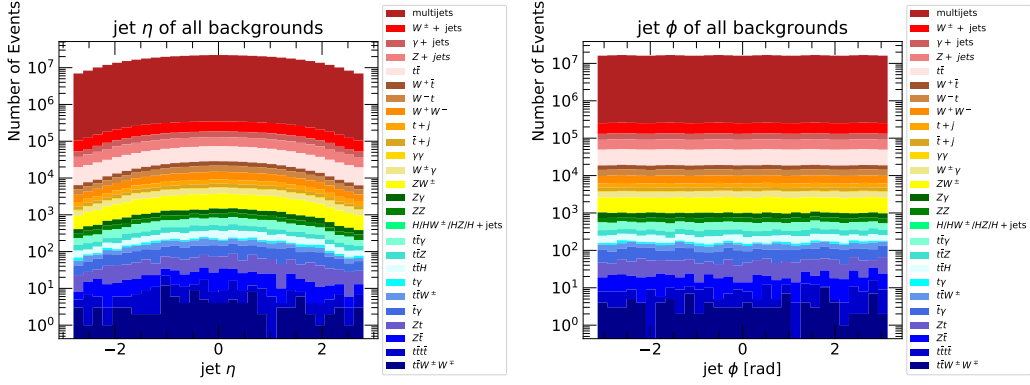 jet η of all backgrounds
Number of Events
10⁷
10⁶
10⁵
10⁴
10³
10²
10¹
10⁰
−2
0
2
jet η
multijets
W± + jets
γ + jets
Z + jets
tt̄
W⁺t̄
W⁻t
W⁺W⁻
t + j
t̄ + j
γγ
W±γ
ZW±
Zγ
ZZ
H/HW±/HZ/H + jets
tt̄γ
tt̄Z
tt̄H
tγ
tt̄W±
t̄γ
Zt
Zt̄
tt̄tt̄
tt̄W±W∓
jet ϕ of all backgrounds
Number of Events
10⁷
10⁶
10⁵
10⁴
10³
10²
10¹
10⁰
−2
0
2
jet ϕ [rad]
multijets
W± + jets
γ + jets
Z + jets
tt̄
W⁺t̄
W⁻t
W⁺W⁻
t + j
t̄ + j
γγ
W±γ
ZW±
Zγ
ZZ
H/HW±/HZ/H + jets
tt̄γ
tt̄Z
tt̄H
tγ
tt̄W±
t̄γ
Zt
Zt̄
tt̄tt̄
tt̄W±W∓